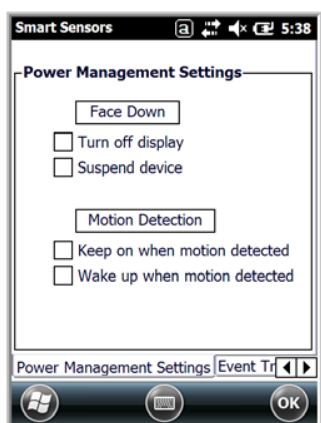 Smart Sensors a 5:38
Power Management Settings
Face Down
Turn off display
Suspend device
Motion Detection
Keep on when motion detected
Wake up when motion detected
Power Management Settings Event Tr
OK